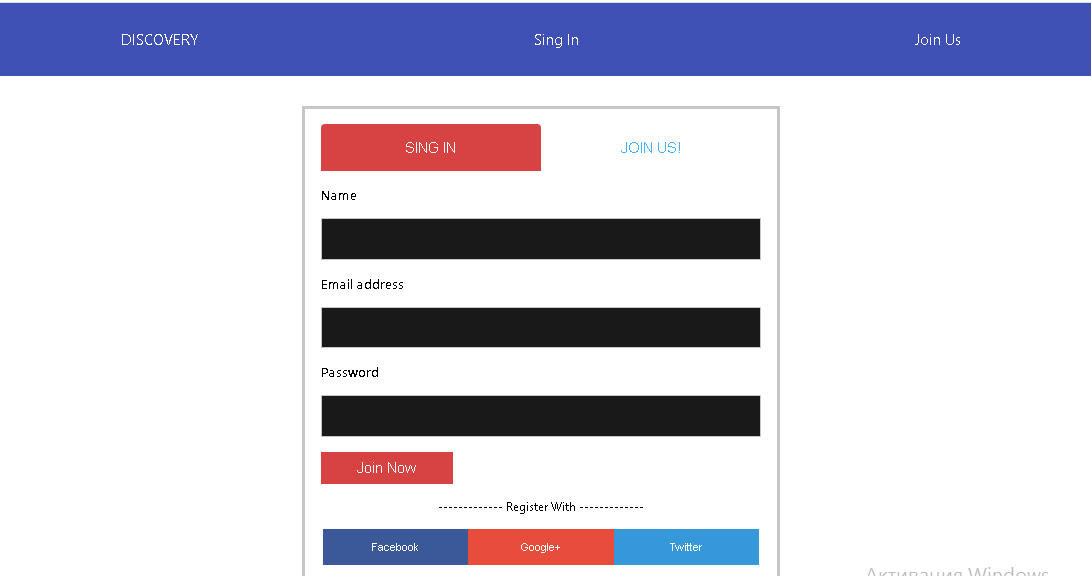 DISCOVERY Sing In Join Us
SING IN JOIN US!
Name
Email address
Password
Join Now
------------- Register With -------------
Facebook Google+ Twitter
Активация Windows